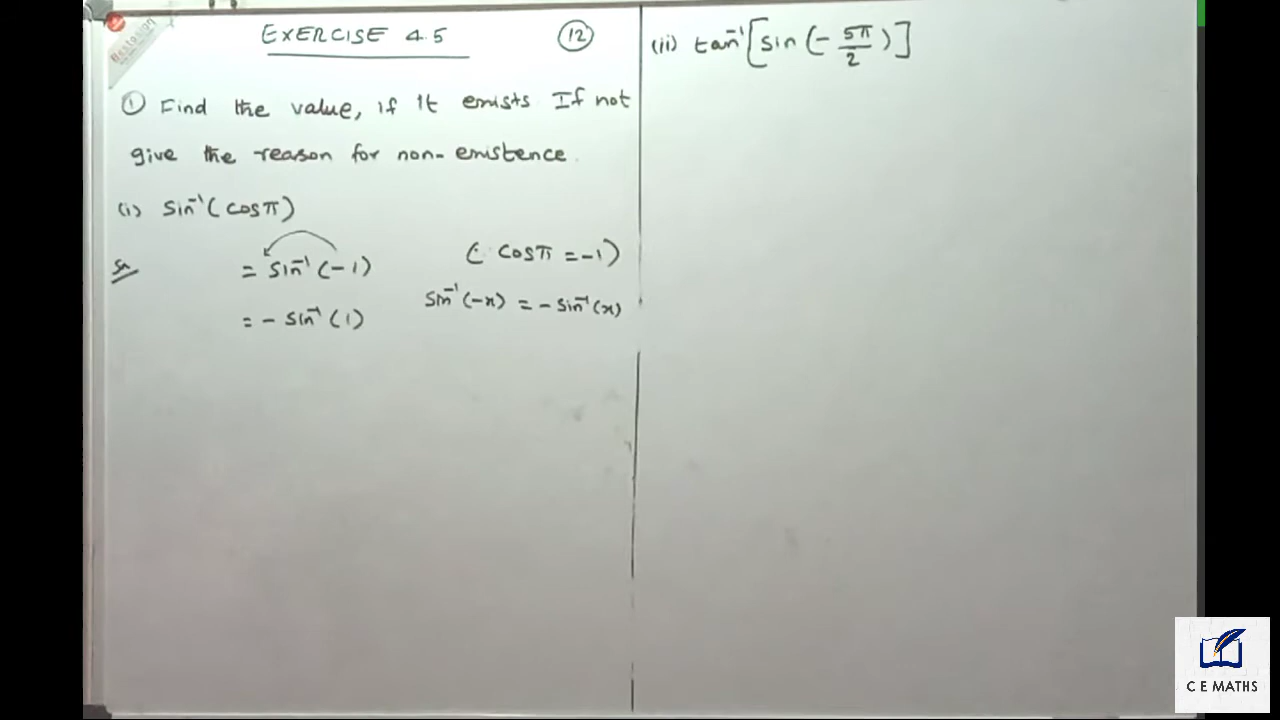 EXERCISE 4.5
12
① Find the value, if it exists If not
give the reason for non-existence.
(i) sin⁻¹(cosπ)
Sn
= sin⁻¹(-1) (∵ cosπ = -1)
= - sin⁻¹(1) sin⁻¹(-x) = - sin⁻¹(x)
(ii) tan⁻¹[sin(-5π/2)]
C E MATHS